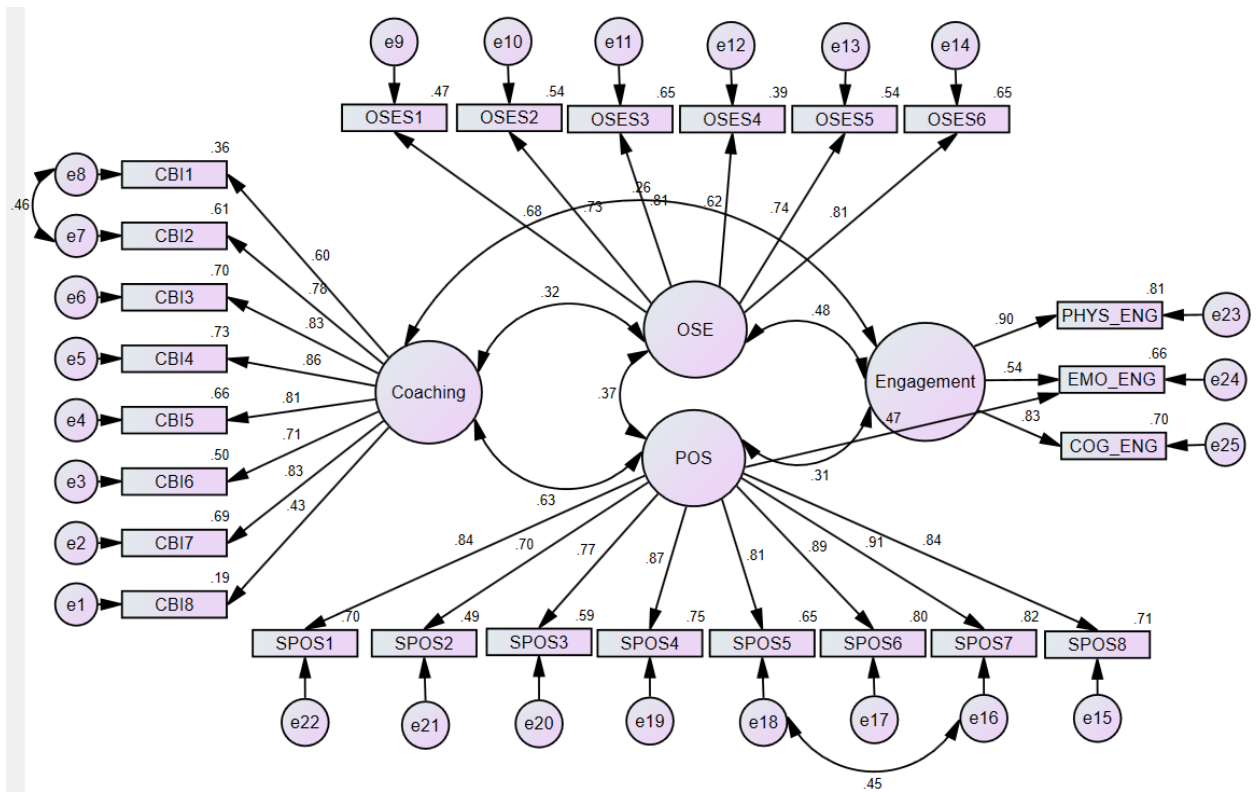 e9 e10 e11 e12 e13 e14
.47 .54 .65 .39 .54 .65
OSES1 OSES2 OSES3 OSES4 OSES5 OSES6
.36
e8 CBI1
.46
.61
e7 CBI2
.70
e6 CBI3
.73
e5 CBI4
.66
e4 CBI5
.50
e3 CBI6
.69
e2 CBI7
.19
e1 CBI8
.60
.78
.83
.86
.81
.71
.83
.43
Coaching
.68 .73 .81 .62 .74 .81
.26
.32
OSE
.48
.37
POS
.63
.31
Engagement
.90
.54
.83
.47
.81
PHYS_ENG e23
.66
EMO_ENG e24
.70
COG_ENG e25
.84 .70 .77 .87 .81 .89 .91 .84
.70 .49 .59 .75 .65 .80 .82 .71
SPOS1 SPOS2 SPOS3 SPOS4 SPOS5 SPOS6 SPOS7 SPOS8
e22 e21 e20 e19 e18 e17 e16 e15
.45